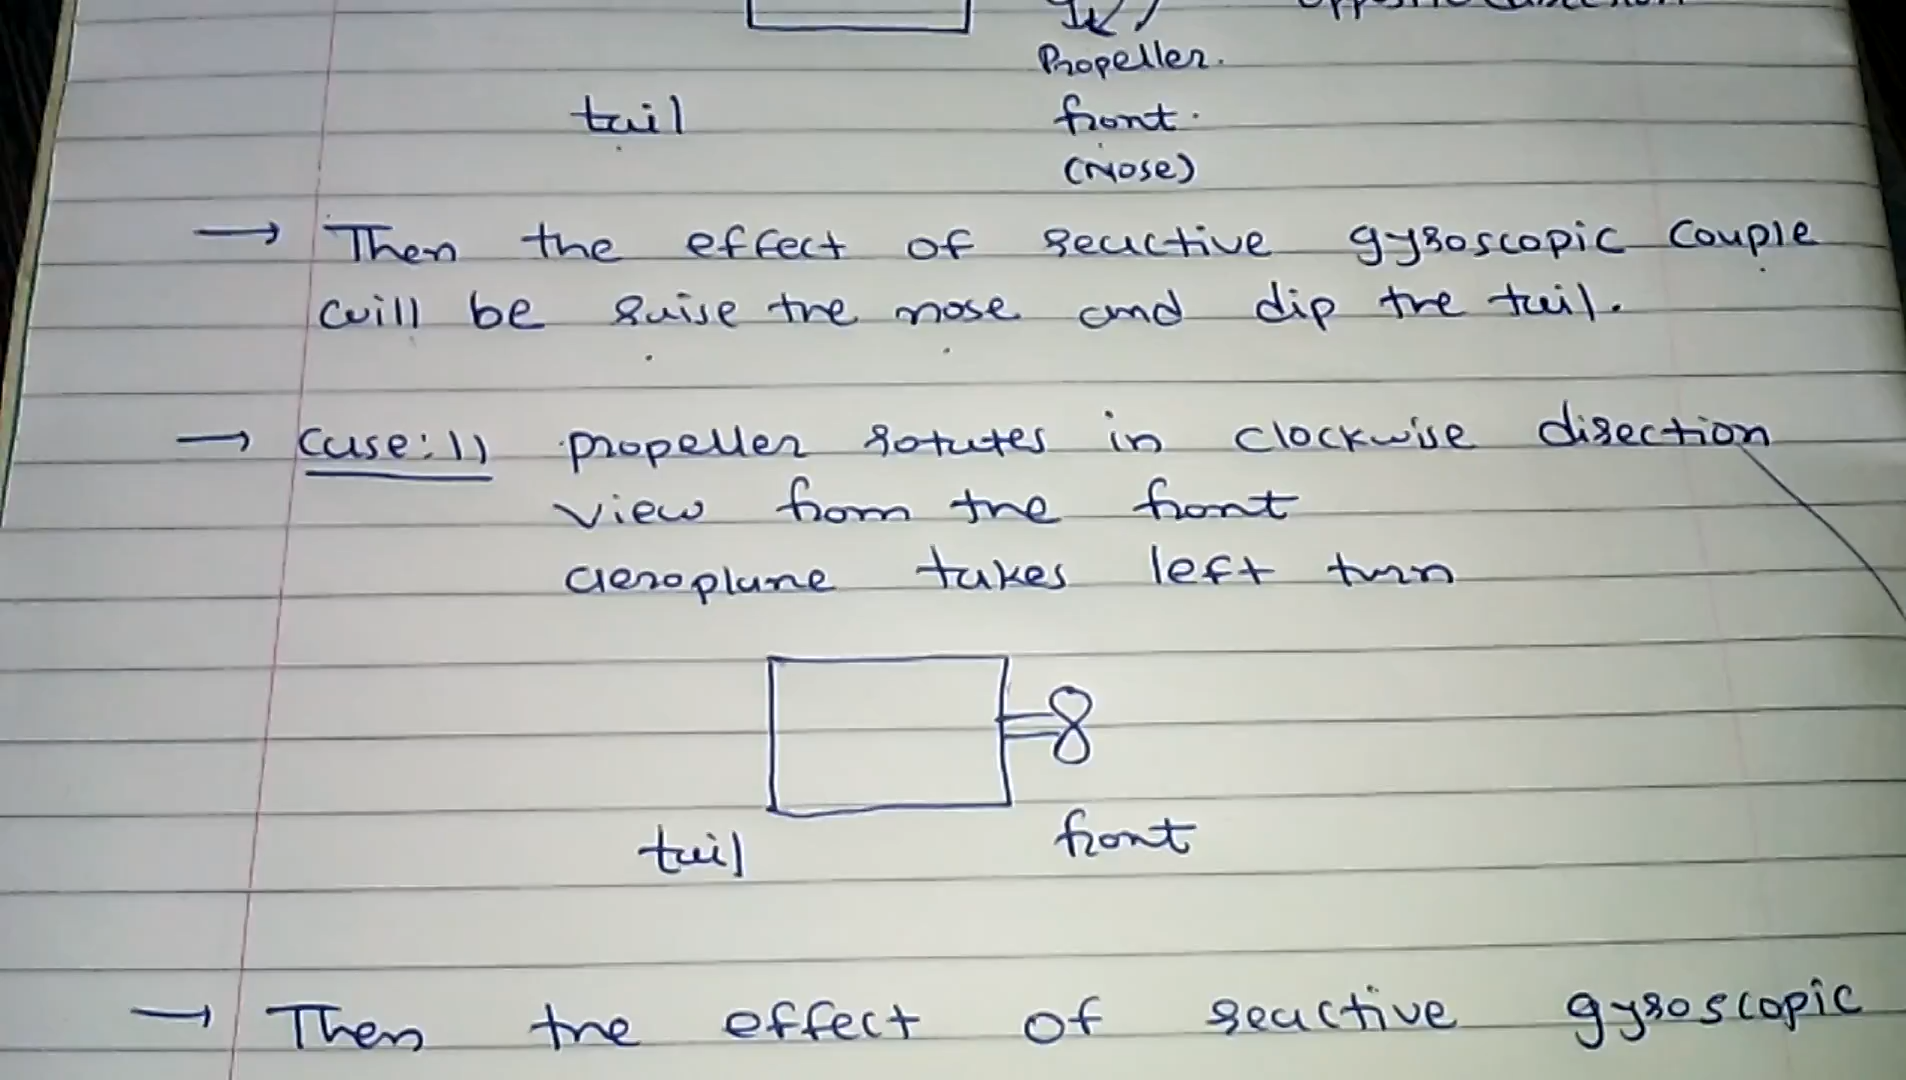 Propeller.
tail front.
(Nose)
→ Then the effect of reactive gyroscopic couple
will be raise the nose and dip the tail.
→ case:11 propeller rotates in clockwise direction
view from the front
aeroplane takes left turn
tail front
→ Then the effect of reactive gyroscopic